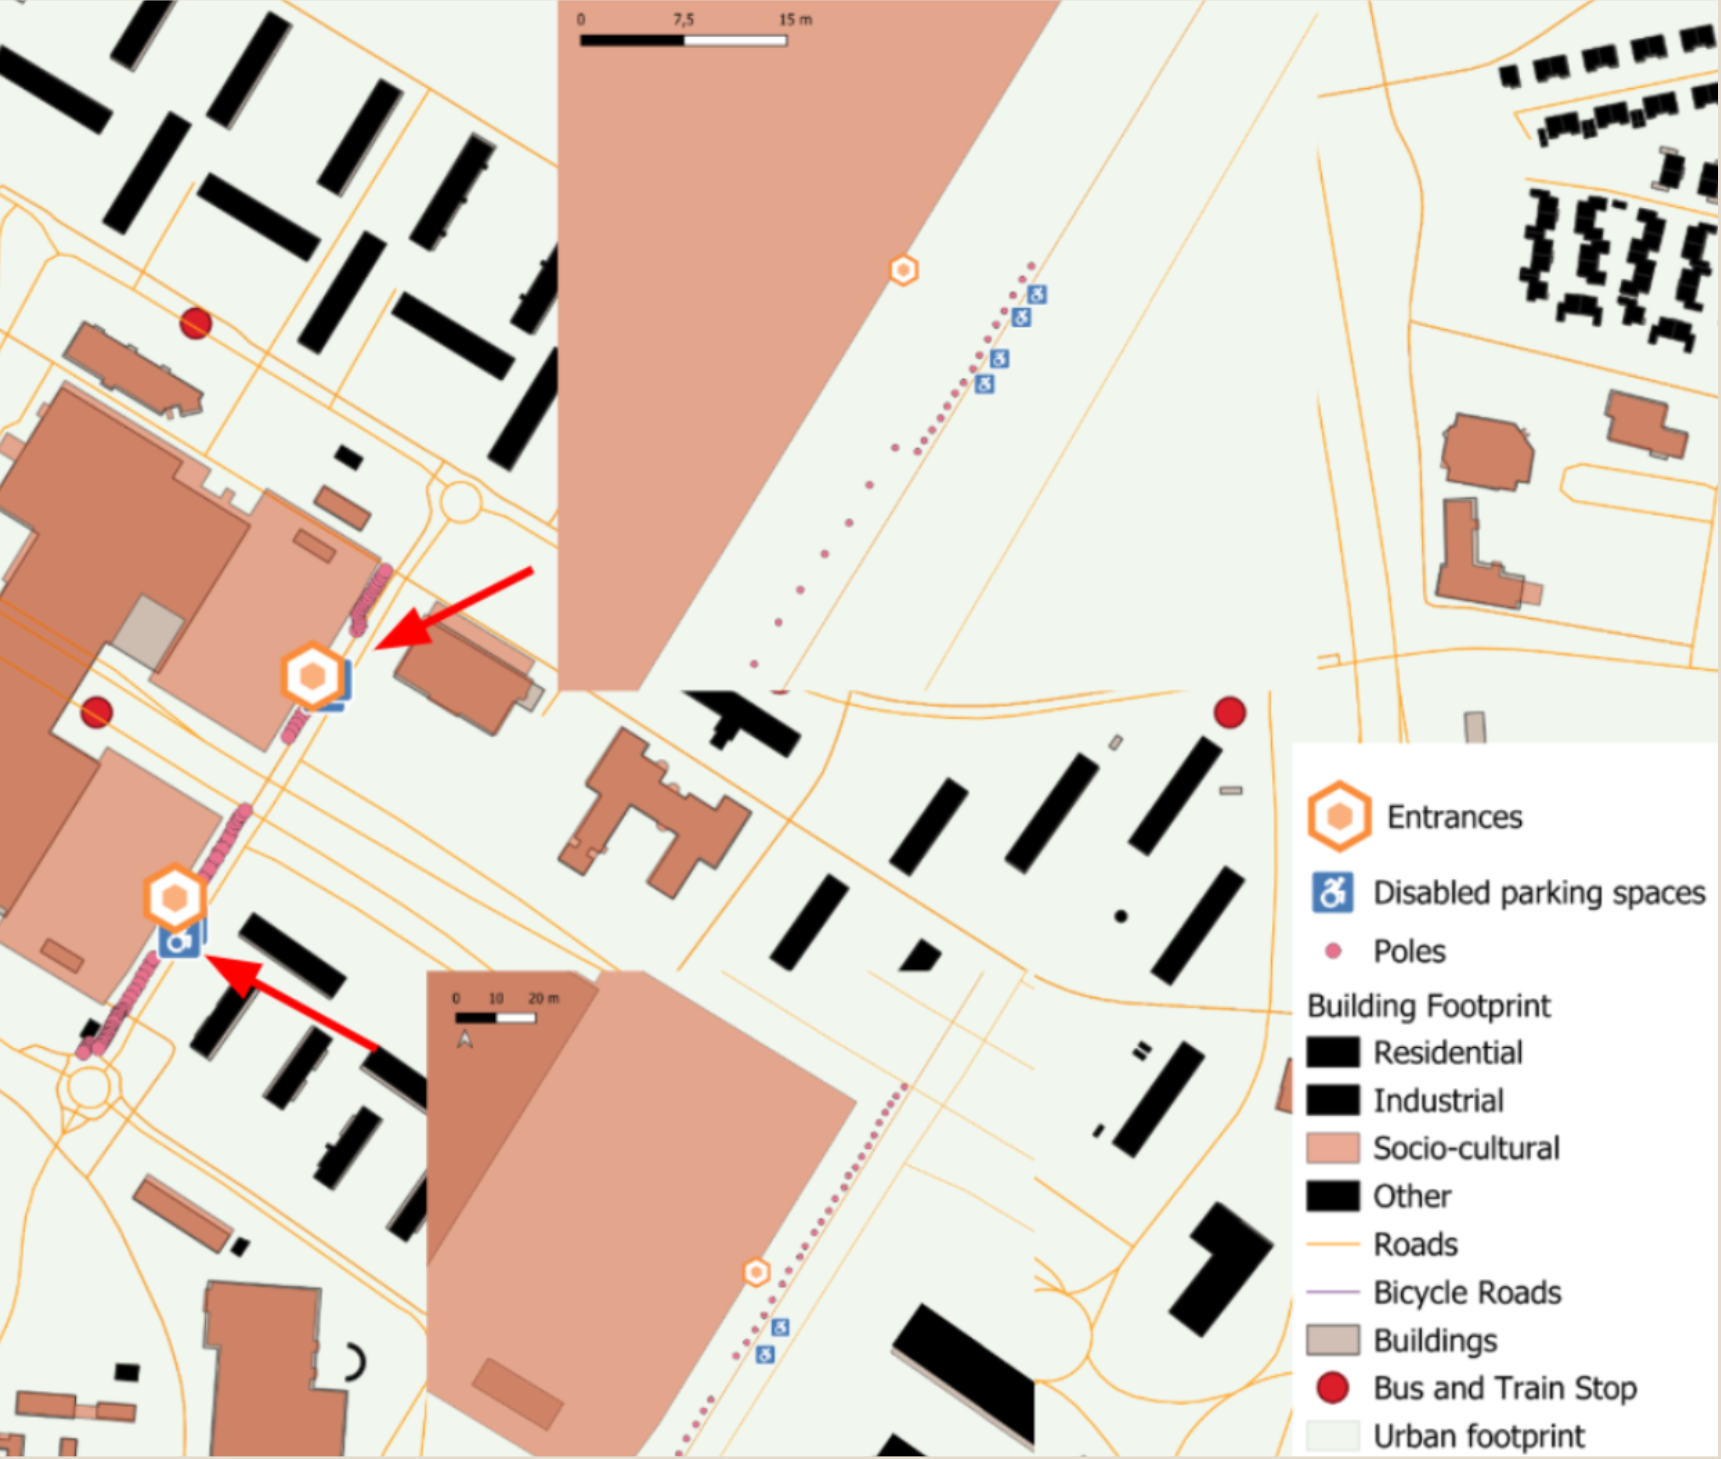 0 7,5 15 m
0 10 20 m
Entrances
Disabled parking spaces
Poles
Building Footprint
Residential
Industrial
Socio-cultural
Other
Roads
Bicycle Roads
Buildings
Bus and Train Stop
Urban footprint